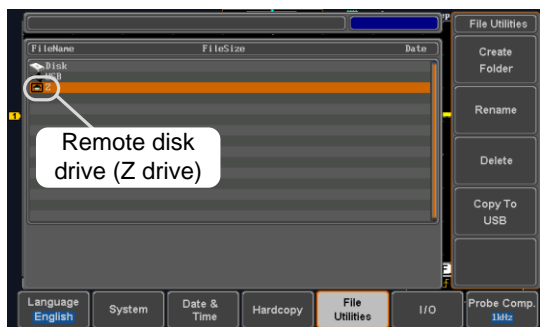 File Utilities
FileName FileSize Date
Disk
USB
Z
Remote disk
drive (Z drive)
1
Create
Folder
Rename
Delete
Copy To
USB
F
Language
English
System
Date &
Time
Hardcopy
File
Utilities
I/O
Probe Comp.
1kHz